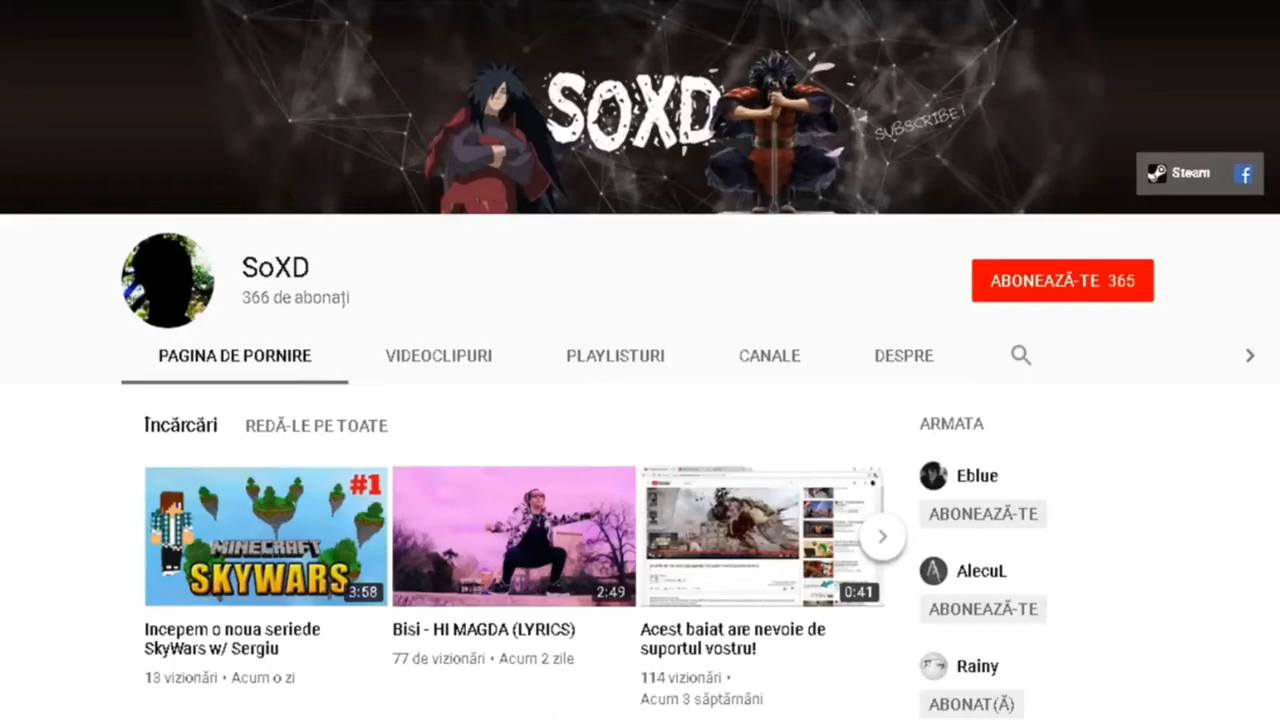 SOXD
SUBSCRIBE!
Steam
SoXD
366 de abonați
ABONEAZĂ-TE 365
PAGINA DE PORNIRE
VIDEOCLIPURI
PLAYLISTURI
CANALE
DESPRE
Încărcări
REDĂ-LE PE TOATE
#1
MINECRAFT
SKYWARS
3:58
Incepem o noua seriede
SkyWars w/ Sergiu
13 vizionări • Acum o zi
2:49
Bisi - HI MAGDA (LYRICS)
77 de vizionări • Acum 2 zile
0:41
Acest baiat are nevoie de
suportul vostru!
114 vizionări •
Acum 3 săptămâni
ARMATA
Eblue
ABONEAZĂ-TE
AlecuL
ABONEAZĂ-TE
Rainy
ABONAT(Ă)